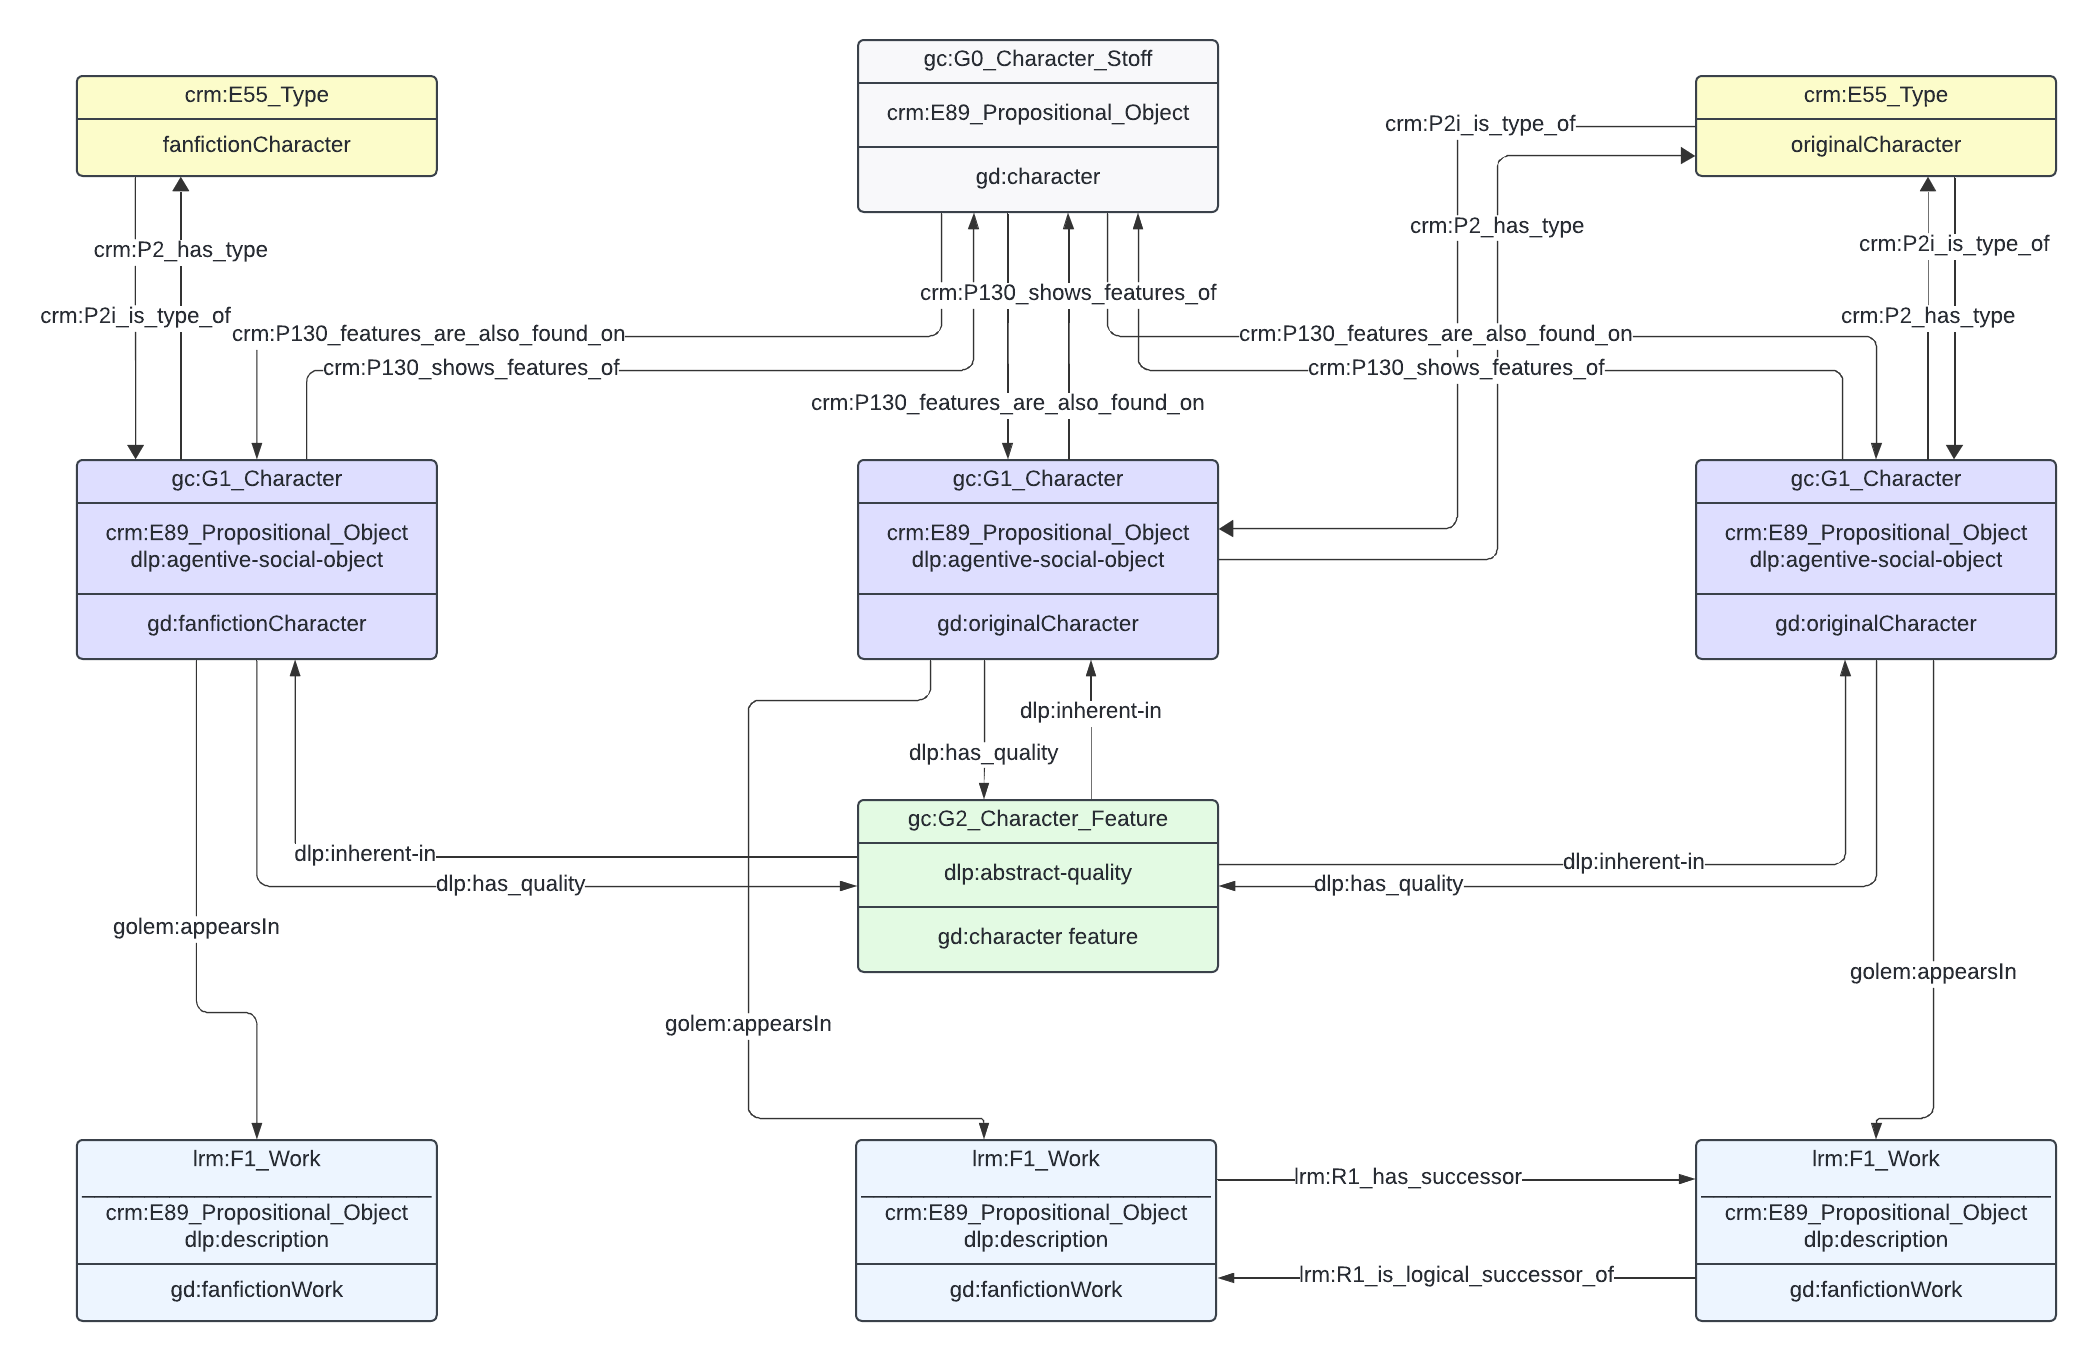 gc:G0_Character_Stoff
crm:E89_Propositional_Object
gd:character
crm:E55_Type
fanfictionCharacter
crm:E55_Type
originalCharacter
crm:P2i_is_type_of
crm:P2_has_type
crm:P2_has_type
crm:P2i_is_type_of
crm:P2i_is_type_of
crm:P2_has_type
crm:P130_shows_features_of
crm:P130_features_are_also_found_on
crm:P130_features_are_also_found_on
crm:P130_shows_features_of
crm:P130_shows_features_of
crm:P130_features_are_also_found_on
gc:G1_Character
crm:E89_Propositional_Object
dlp:agentive-social-object
gd:fanfictionCharacter
gc:G1_Character
crm:E89_Propositional_Object
dlp:agentive-social-object
gd:originalCharacter
gc:G1_Character
crm:E89_Propositional_Object
dlp:agentive-social-object
gd:originalCharacter
dlp:inherent-in
dlp:has_quality
gc:G2_Character_Feature
dlp:abstract-quality
gd:character feature
dlp:inherent-in
dlp:has_quality
dlp:inherent-in
dlp:has_quality
golem:appearsIn
golem:appearsIn
golem:appearsIn
lrm:F1_Work
crm:E89_Propositional_Object
dlp:description
gd:fanfictionWork
lrm:F1_Work
crm:E89_Propositional_Object
dlp:description
gd:fanfictionWork
lrm:R1_has_successor
lrm:R1_is_logical_successor_of
lrm:F1_Work
crm:E89_Propositional_Object
dlp:description
gd:fanfictionWork